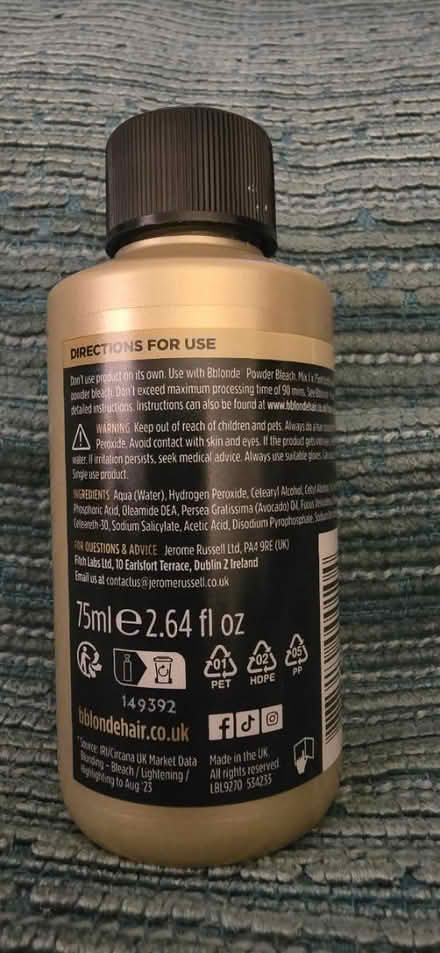 DIRECTIONS FOR USE
Don't use product on its own. Use with Bblonde Powder Bleach. Mix 1 x
powder bleach. Don't exceed maximum processing time of 90 mins. See
detailed instructions. Instructions can also be found at www.bblondehair.co.uk
WARNING Keep out of reach of children and pets. Always do a
Peroxide. Avoid contact with skin and eyes. If the product gets
water. If irritation persists, seek medical advice. Always use suitable gloves.
Single use product.
INGREDIENTS Aqua (Water), Hydrogen Peroxide, Cetearyl Alcohol, Cetyl
Phosphoric Acid, Oleamide DEA, Persea Gratissima (Avocado) Oil, Fucus
Ceteareth-30, Sodium Salicylate, Acetic Acid, Disodium Pyrophosphate,
FOR QUESTIONS & ADVICE Jerome Russell Ltd, PA4 9RE (UK)
Fitch Labs Ltd, 10 Earlsfort Terrace, Dublin 2 Ireland
Email us at contactus@jeromerussell.co.uk
75ml e 2.64 fl oz
01 02 05
PET HDPE PP
149392
bblondehair.co.uk
*Source: IRI/Circana UK Market Data
Blonding – Bleach / Lightening /
Highlighting to Aug '23
Made in the UK.
All rights reserved
LBL9270 534233